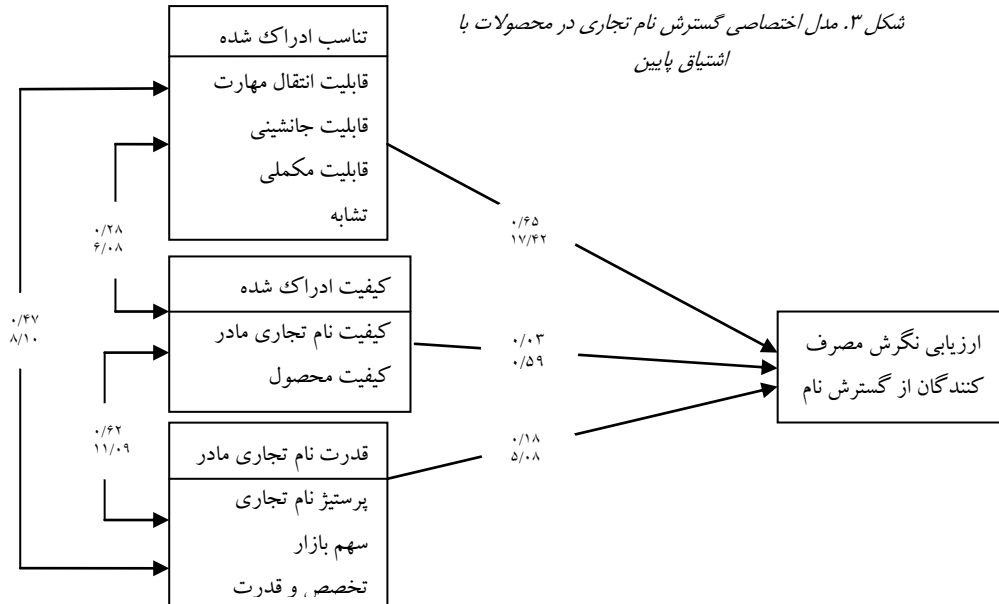 شکل ۳. مدل اختصاصی گسترش نام تجاری در محصولات با
اشتیاق پایین
تناسب ادراک شده
قابلیت انتقال مهارت
قابلیت جانشینی
قابلیت مکملی
تشابه
۰/۲۸
۶/۰۸
۰/۶۵
۱۷/۴۲
کیفیت ادراک شده
کیفیت نام تجاری مادر
کیفیت محصول
۰/۴۷
۸/۱۰
۰/۰۳
۰/۵۹
ارزیابی نگرش مصرف
کنندگان از گسترش نام
۰/۶۲
۱۱/۰۹
۰/۱۸
۵/۰۸
قدرت نام تجاری مادر
پرستیژ نام تجاری
سهم بازار
تخصص و قدرت